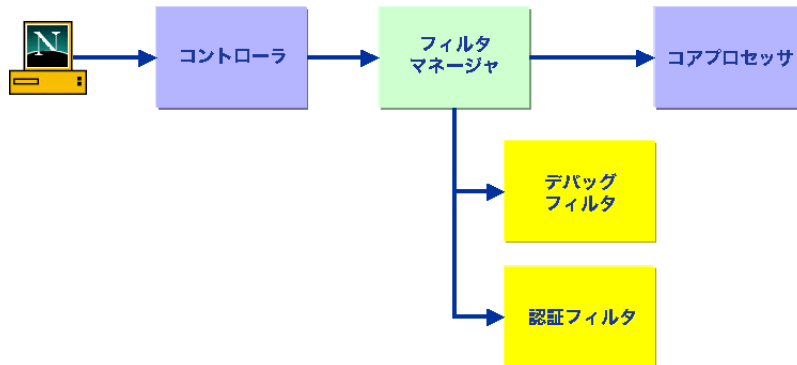 N
コントローラ
フィルタ
マネージャ
コアプロセッサ
デバッグ
フィルタ
認証フィルタ